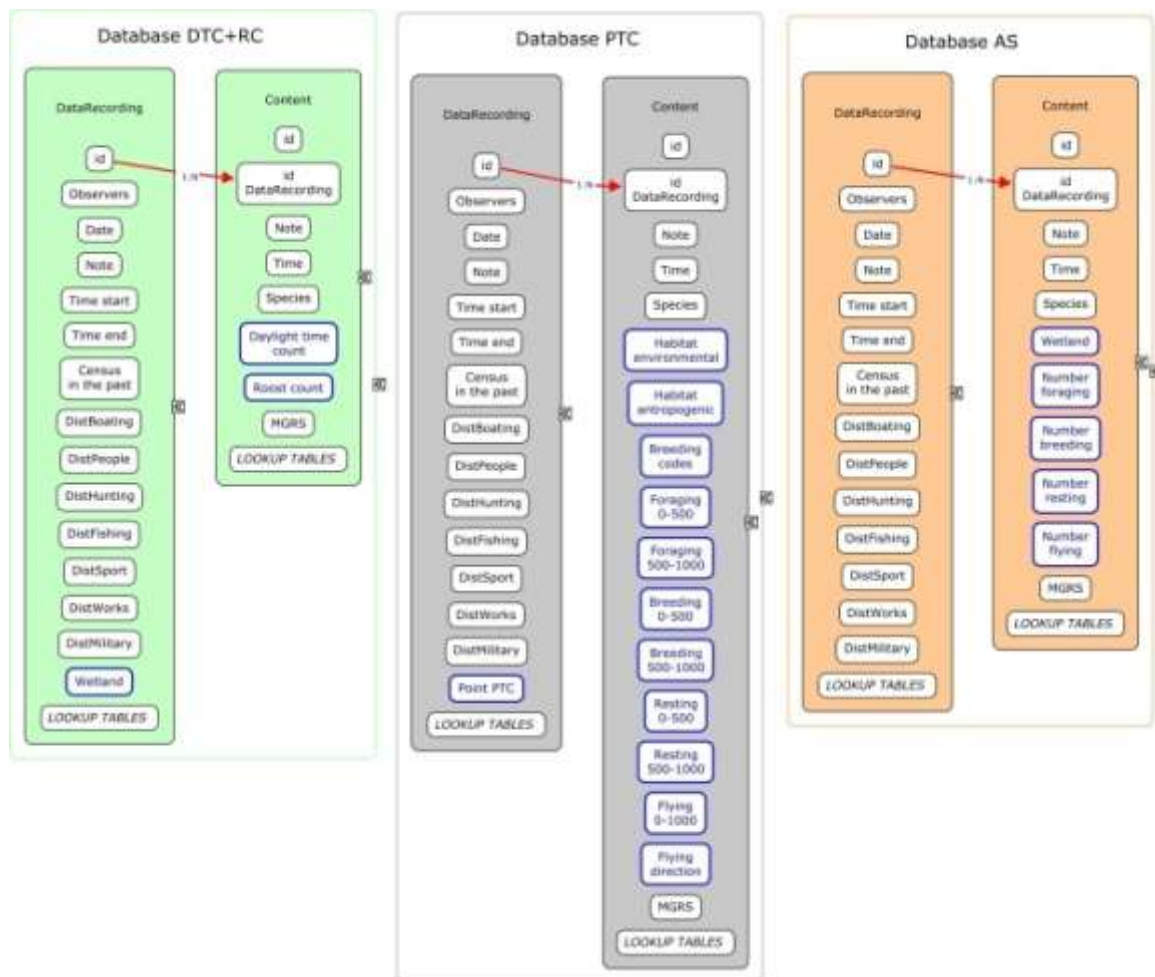 Database DTC+RC
DataRecording
id
Observers
Date
Note
Time start
Time end
Census
in the past
DistBoating
DistPeople
DistHunting
DistFishing
DistSport
DistWorks
DistMilitary
Wetland
LOOKUP TABLES
Content
id
id
DataRecording
Note
Time
Species
Daylight time
count
Roost count
MGRS
LOOKUP TABLES
Database PTC
DataRecording
id
Observers
Date
Note
Time start
Time end
Census
in the past
DistBoating
DistPeople
DistHunting
DistFishing
DistSport
DistWorks
DistMilitary
Point PTC
LOOKUP TABLES
Content
id
id
DataRecording
Note
Time
Species
Habitat
environmental
Habitat
antropogenic
Breeding
codes
Foraging
0-500
Foraging
500-1000
Breeding
0-500
Breeding
500-1000
Resting
0-500
Resting
500-1000
Flying
0-1000
Flying
direction
MGRS
LOOKUP TABLES
Database AS
DataRecording
id
Observers
Date
Note
Time start
Time end
Census
in the past
DistBoating
DistPeople
DistHunting
DistFishing
DistSport
DistWorks
DistMilitary
LOOKUP TABLES
Content
id
id
DataRecording
Note
Time
Species
Wetland
Number
foraging
Number
breeding
Number
resting
Number
flying
MGRS
LOOKUP TABLES